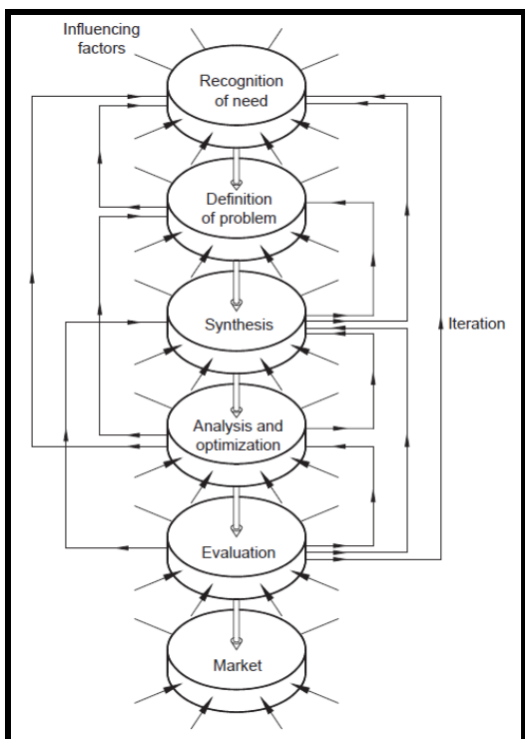 Influencing
factors
Recognition
of need
Definition
of problem
Synthesis
Iteration
Analysis and
optimization
Evaluation
Market